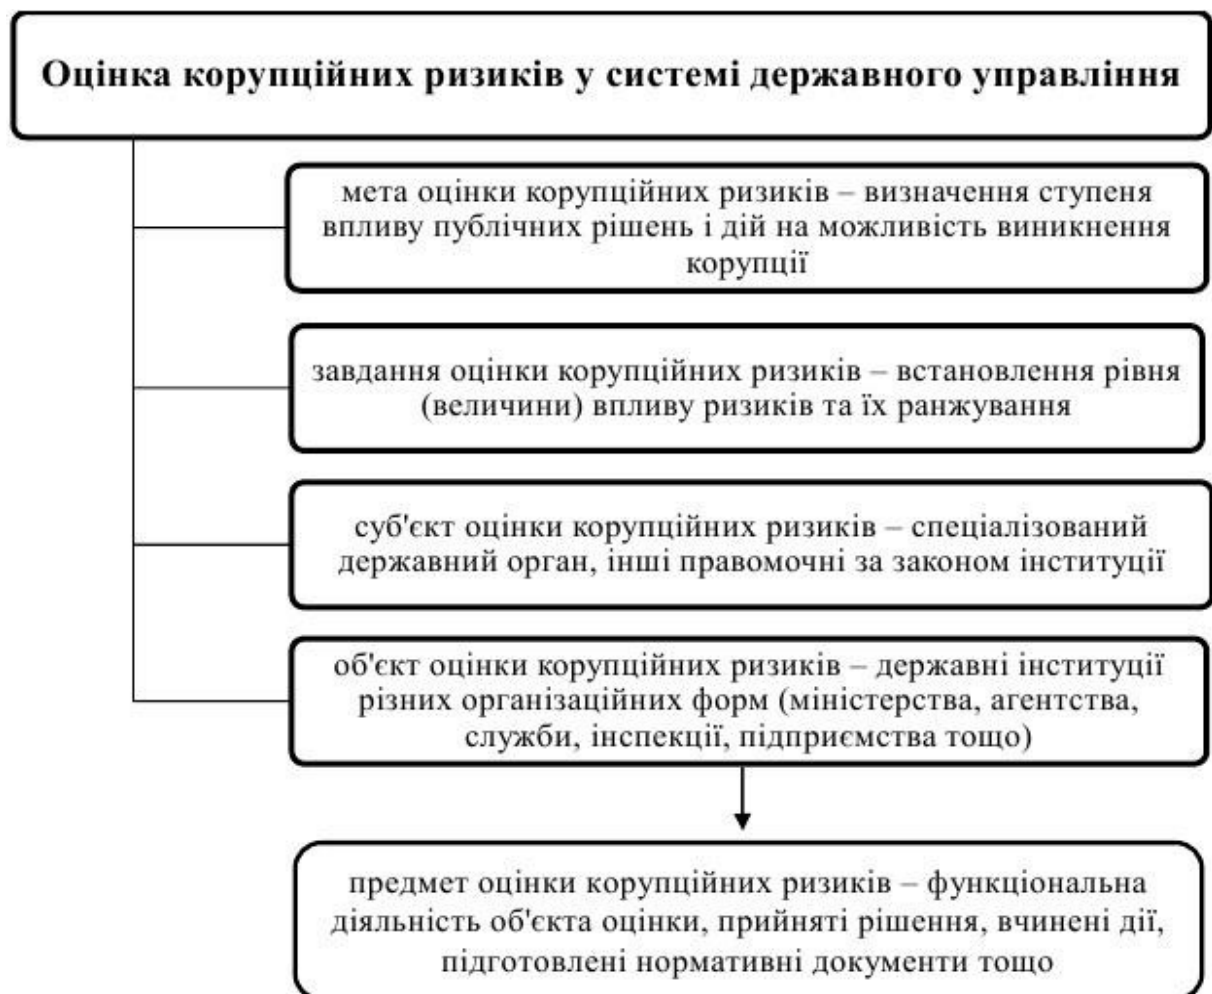 Оцінка корупційних ризиків у системі державного управління
мета оцінки корупційних ризиків – визначення ступеня
впливу публічних рішень і дій на можливість виникнення
корупції
завдання оцінки корупційних ризиків – встановлення рівня
(величини) впливу ризиків та їх ранжування
суб'єкт оцінки корупційних ризиків – спеціалізований
державний орган, інші правомочні за законом інституції
об'єкт оцінки корупційних ризиків – державні інституції
різних організаційних форм (міністерства, агентства,
служби, інспекції, підприємства тощо)
предмет оцінки корупційних ризиків – функціональна
діяльність об'єкта оцінки, прийняті рішення, вчинені дії,
підготовлені нормативні документи тощо